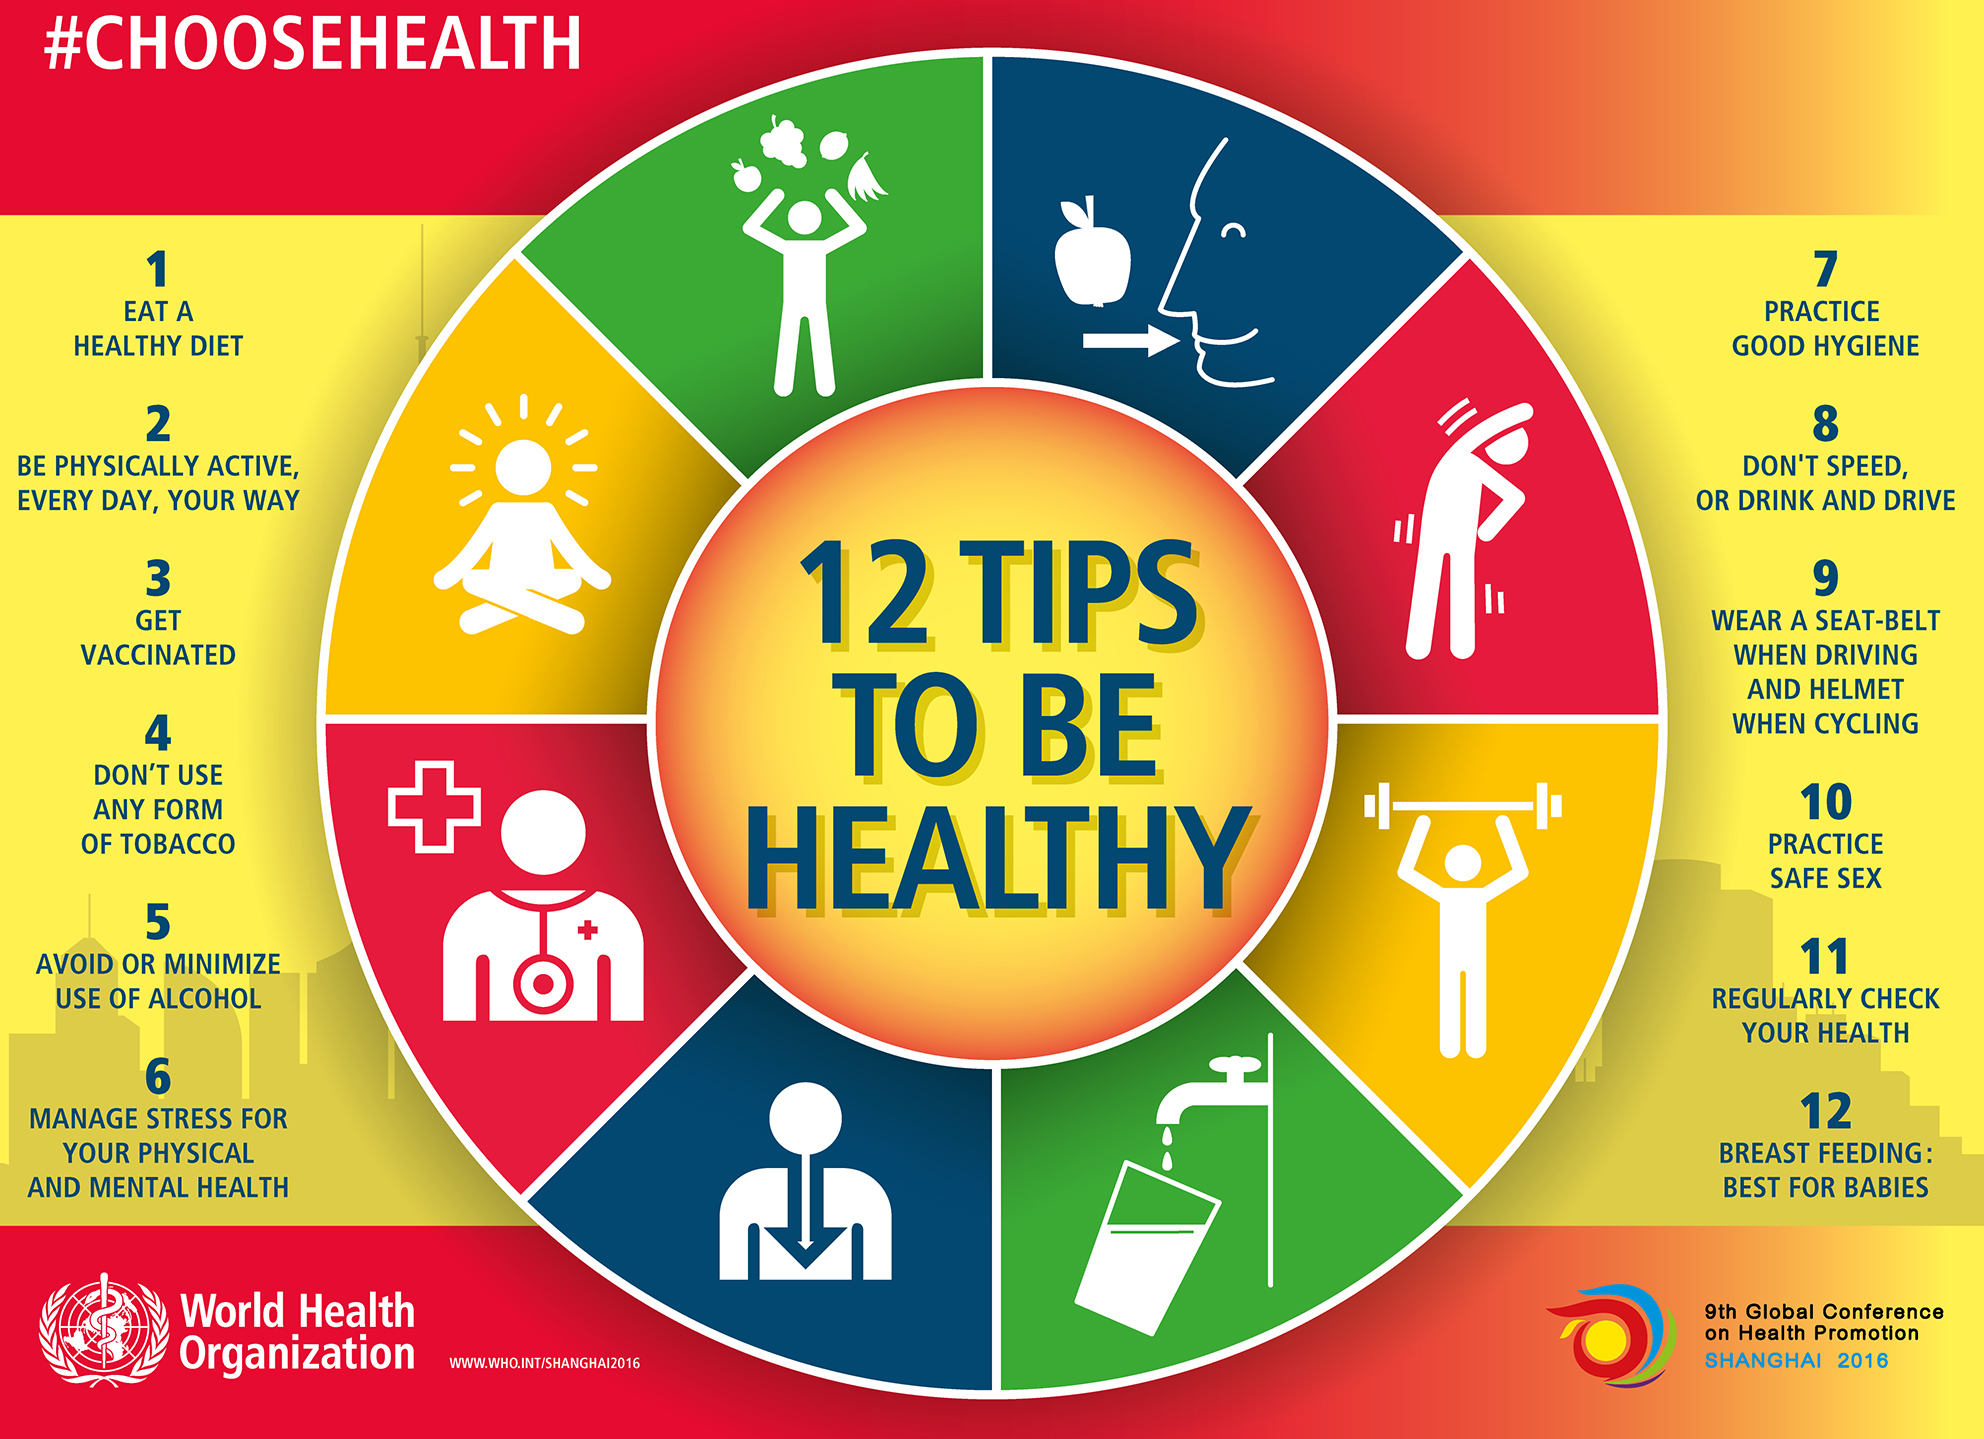 #CHOOSEHEALTH
1
EAT A
HEALTHY DIET
2
BE PHYSICALLY ACTIVE,
EVERY DAY, YOUR WAY
3
GET
VACCINATED
4
DON’T USE
ANY FORM
OF TOBACCO
5
AVOID OR MINIMIZE
USE OF ALCOHOL
6
MANAGE STRESS FOR
YOUR PHYSICAL
AND MENTAL HEALTH
12 TIPS
TO BE
HEALTHY
7
PRACTICE
GOOD HYGIENE
8
DON'T SPEED,
OR DRINK AND DRIVE
9
WEAR A SEAT-BELT
WHEN DRIVING
AND HELMET
WHEN CYCLING
10
PRACTICE
SAFE SEX
11
REGULARLY CHECK
YOUR HEALTH
12
BREAST FEEDING:
BEST FOR BABIES
World Health
Organization
WWW.WHO.INT/SHANGHAI2016
9th Global Conference
on Health Promotion
SHANGHAI 2016